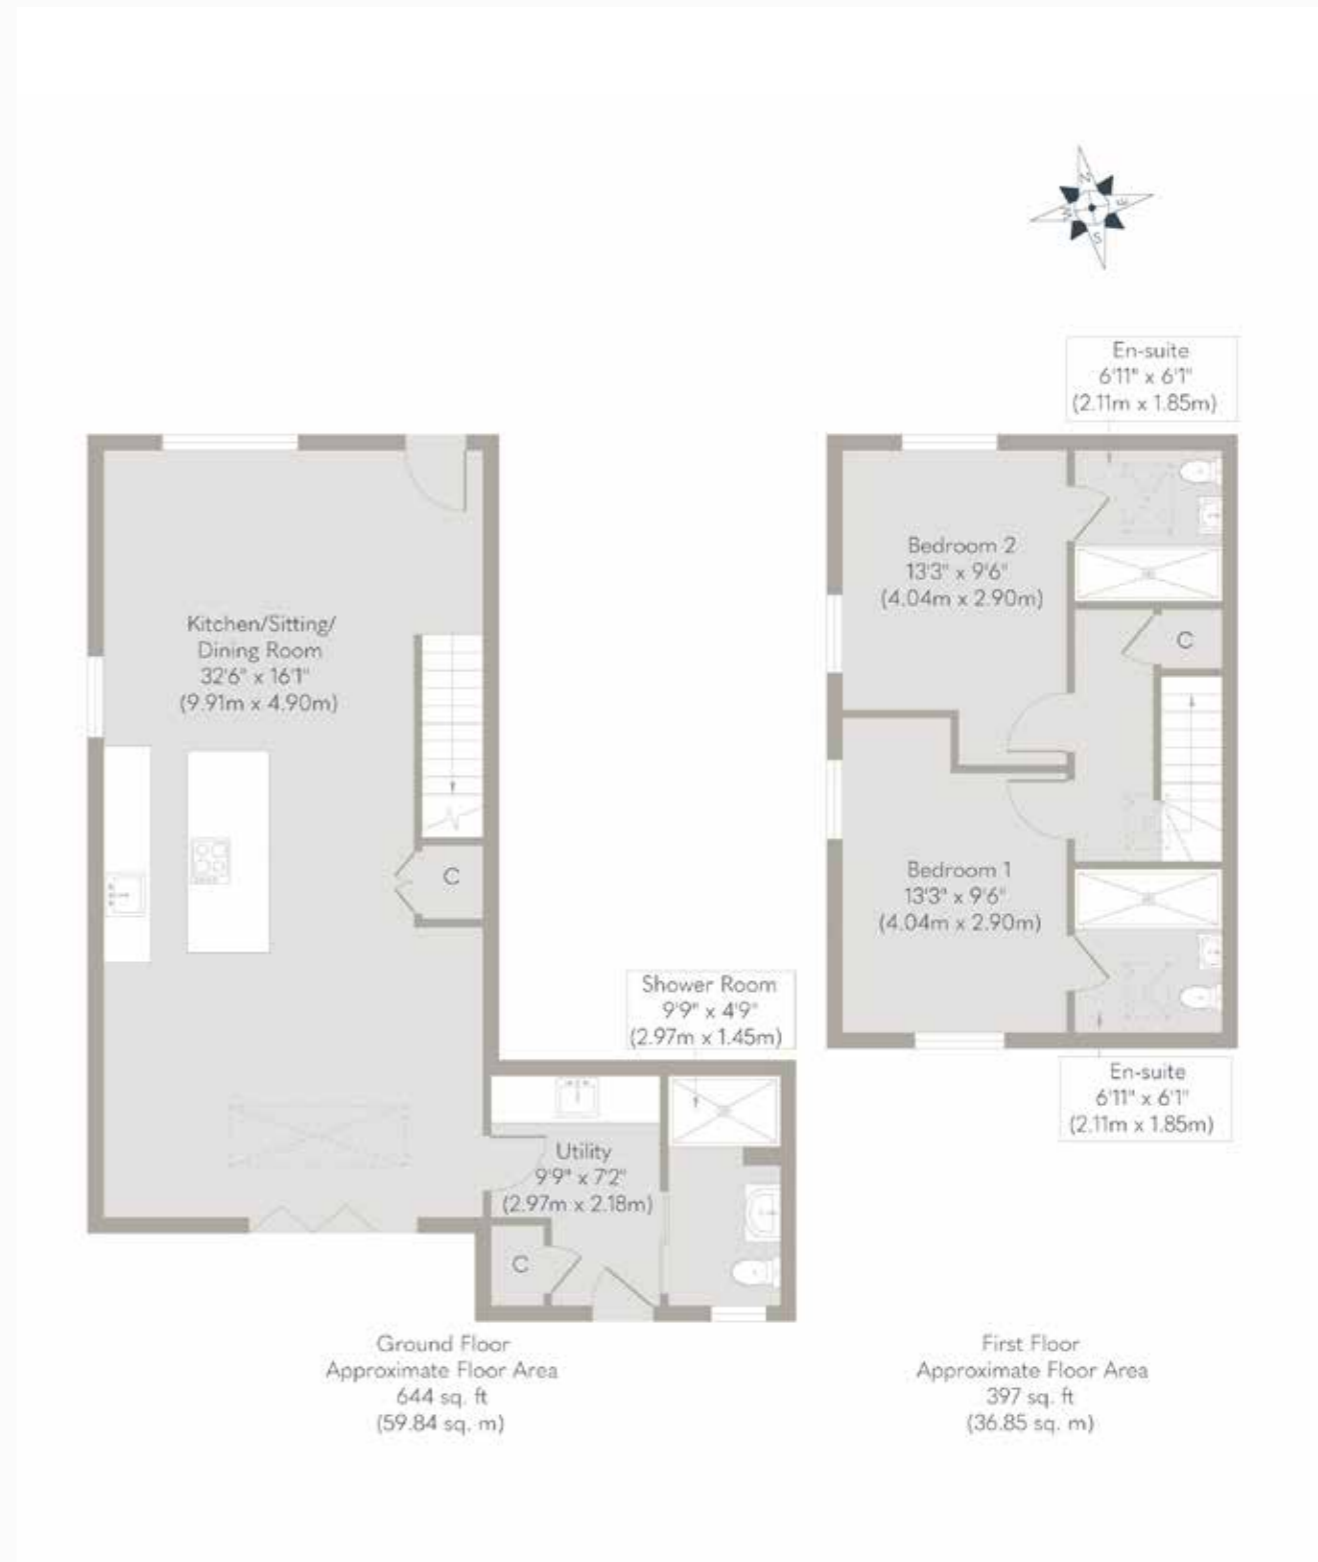 N
E
W
S
En-suite
6'11" x 6'1"
(2.11m x 1.85m)
Bedroom 2
13'3" x 9'6"
(4.04m x 2.90m)
Kitchen/Sitting/
Dining Room
32'6" x 16'1"
(9.91m x 4.90m)
C
C
Bedroom 1
13'3" x 9'6"
(4.04m x 2.90m)
Shower Room
9'9" x 4'9"
(2.97m x 1.45m)
En-suite
6'11" x 6'1"
(2.11m x 1.85m)
Utility
9'9" x 7'2"
(2.97m x 2.18m)
C
Ground Floor
Approximate Floor Area
644 sq. ft
(59.84 sq. m)
First Floor
Approximate Floor Area
397 sq. ft
(36.85 sq. m)